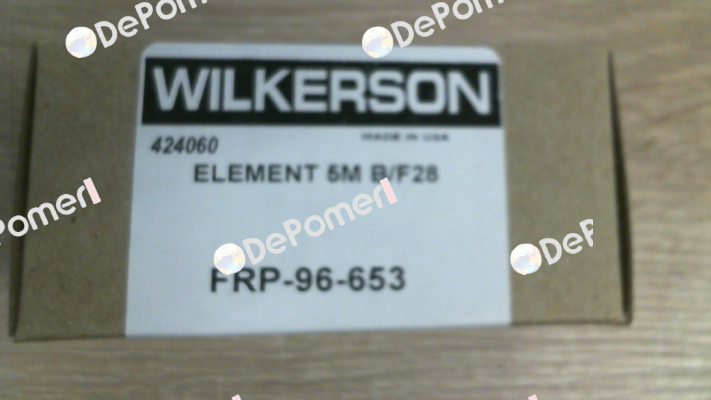 DePomerl
DePomerl
WILKERSON
424060
MADE IN USA
ELEMENT 5M B/F28
DePomerl
DePomerl
DePomerl
FRP-96-653